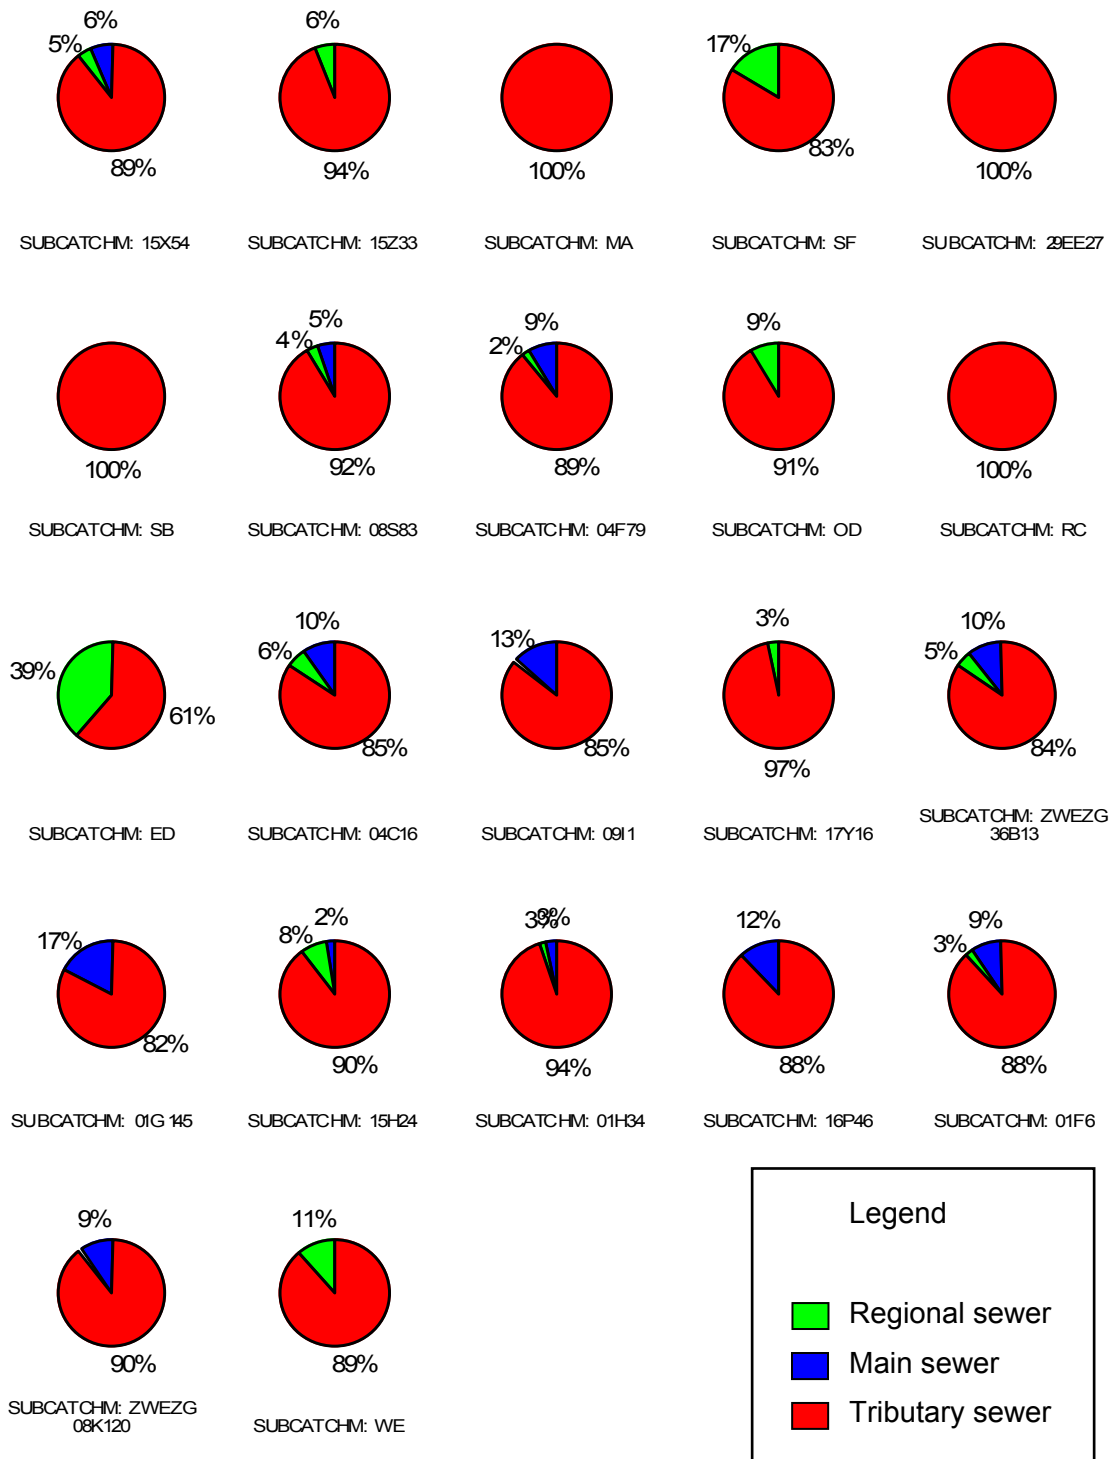 6%
5%
89%
SUBCATCHM: 15X54
6%
94%
SUBCATCHM: 15Z33
100%
SUBCATCHM: MA
17%
83%
SUBCATCHM: SF
100%
SUBCATCHM: 29EE27
100%
SUBCATCHM: SB
5%
4%
92%
SUBCATCHM: 08S83
9%
2%
89%
SUBCATCHM: 04F79
9%
91%
SUBCATCHM: OD
100%
SUBCATCHM: RC
39%
61%
SUBCATCHM: ED
10%
6%
85%
SUBCATCHM: 04C16
13%
85%
SUBCATCHM: 09I1
3%
97%
SUBCATCHM: 17Y16
10%
5%
84%
SUBCATCHM: ZWEZG
36B13
17%
82%
SUBCATCHM: 01G145
2%
8%
90%
SUBCATCHM: 15H24
3%
3%
94%
SUBCATCHM: 01H34
12%
88%
SUBCATCHM: 16P46
9%
3%
88%
SUBCATCHM: 01F6
9%
90%
SUBCATCHM: ZWEZG
08K120
11%
89%
SUBCATCHM: WE
Legend
Regional sewer
Main sewer
Tributary sewer